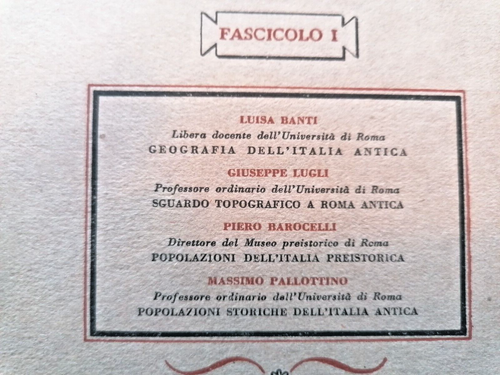 FASCICOLO I
LUISA BANTI
Libera docente dell'Università di Roma
GEOGRAFIA DELL'ITALIA ANTICA
GIUSEPPE LUGLI
Professore ordinario dell'Università di Roma
SGUARDO TOPOGRAFICO A ROMA ANTICA
PIERO BAROCELLI
Direttore del Museo preistorico di Roma
POPOLAZIONI DELL'ITALIA PREISTORICA
MASSIMO PALLOTTINO
Professore ordinario dell'Università di Roma
POPOLAZIONI STORICHE DELL'ITALIA ANTICA